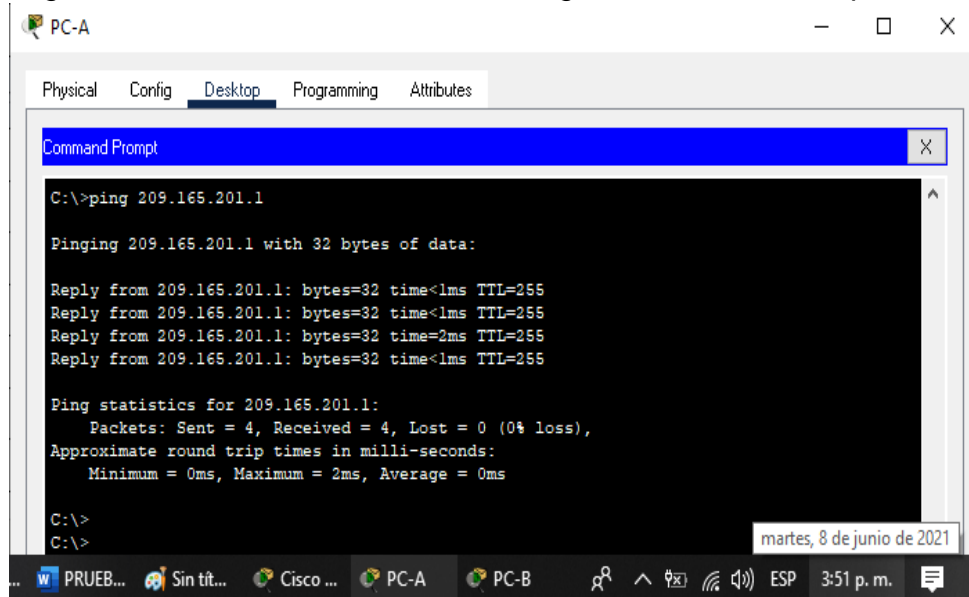 PC-A
Physical Config Desktop Programming Attributes
Command Prompt X
C:\>ping 209.165.201.1
Pinging 209.165.201.1 with 32 bytes of data:
Reply from 209.165.201.1: bytes=32 time<1ms TTL=255
Reply from 209.165.201.1: bytes=32 time<1ms TTL=255
Reply from 209.165.201.1: bytes=32 time=2ms TTL=255
Reply from 209.165.201.1: bytes=32 time<1ms TTL=255
Ping statistics for 209.165.201.1:
Packets: Sent = 4, Received = 4, Lost = 0 (0% loss),
Approximate round trip times in milli-seconds:
Minimum = 0ms, Maximum = 2ms, Average = 0ms
C:\>
C:\>
martes, 8 de junio de 2021
... PRUEB... Sin tít... Cisco ... PC-A PC-B ESP 3:51 p. m.